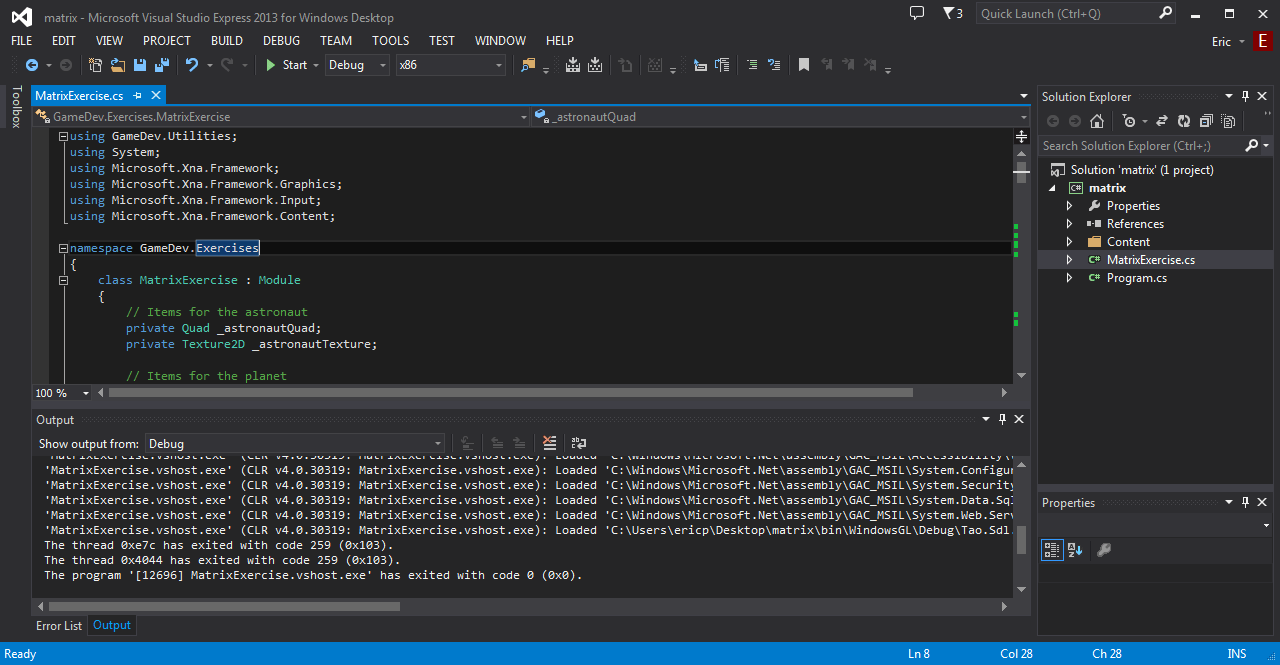 matrix - Microsoft Visual Studio Express 2013 for Windows Desktop
3
Quick Launch (Ctrl+Q)
FILE EDIT VIEW PROJECT BUILD DEBUG TEAM TOOLS TEST WINDOW HELP
Eric E
Start Debug x86
Toolbox
MatrixExercise.cs
GameDev.Exercises.MatrixExercise
_astronautQuad
using GameDev.Utilities;
using System;
using Microsoft.Xna.Framework;
using Microsoft.Xna.Framework.Graphics;
using Microsoft.Xna.Framework.Input;
using Microsoft.Xna.Framework.Content;
namespace GameDev.Exercises
{
class MatrixExercise : Module
{
// Items for the astronaut
private Quad _astronautQuad;
private Texture2D _astronautTexture;
// Items for the planet
100 %
Output
Show output from: Debug
'MatrixExercise.vshost.exe' (CLR v4.0.30319: MatrixExercise.vshost.exe): Loaded 'C:\Windows\Microsoft.Net\assembly\GAC_MSIL\Accessibility\
'MatrixExercise.vshost.exe' (CLR v4.0.30319: MatrixExercise.vshost.exe): Loaded 'C:\Windows\Microsoft.Net\assembly\GAC_MSIL\System.Configur
'MatrixExercise.vshost.exe' (CLR v4.0.30319: MatrixExercise.vshost.exe): Loaded 'C:\Windows\Microsoft.Net\assembly\GAC_MSIL\System.Security
'MatrixExercise.vshost.exe' (CLR v4.0.30319: MatrixExercise.vshost.exe): Loaded 'C:\Windows\Microsoft.Net\assembly\GAC_MSIL\System.Data.Sql
'MatrixExercise.vshost.exe' (CLR v4.0.30319: MatrixExercise.vshost.exe): Loaded 'C:\Windows\Microsoft.Net\assembly\GAC_MSIL\System.Web.Serv
'MatrixExercise.vshost.exe' (CLR v4.0.30319: MatrixExercise.vshost.exe): Loaded 'C:\Users\ericp\Desktop\matrix\bin\WindowsGL\Debug\Tao.Sdl.
The thread 0xe7c has exited with code 259 (0x103).
The thread 0x4044 has exited with code 259 (0x103).
The program '[12696] MatrixExercise.vshost.exe' has exited with code 0 (0x0).
Error List Output
Solution Explorer
Search Solution Explorer (Ctrl+;)
Solution 'matrix' (1 project)
C# matrix
Properties
References
Content
C# MatrixExercise.cs
C# Program.cs
Properties
Ready
Ln 8
Col 28
Ch 28
INS